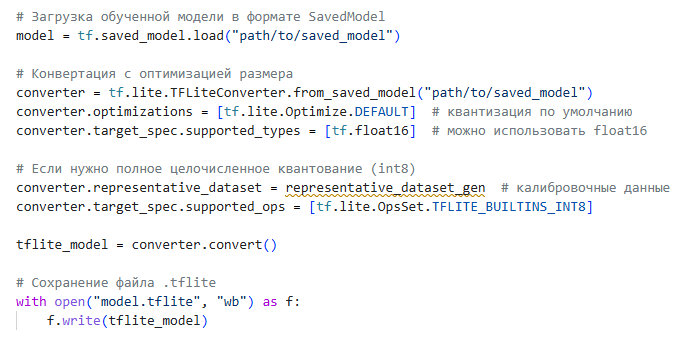 # Загрузка обученной модели в формате SavedModel
model = tf.saved_model.load("path/to/saved_model")
# Конвертация с оптимизацией размера
converter = tf.lite.TFLiteConverter.from_saved_model("path/to/saved_model")
converter.optimizations = [tf.lite.Optimize.DEFAULT]  # квантизация по умолчанию
converter.target_spec.supported_types = [tf.float16]  # можно использовать float16
# Если нужно полное целочисленное квантование (int8)
converter.representative_dataset = representative_dataset_gen  # калибровочные данные
converter.target_spec.supported_ops = [tf.lite.OpsSet.TFLITE_BUILTINS_INT8]
tflite_model = converter.convert()
# Сохранение файла .tflite
with open("model.tflite", "wb") as f:
    f.write(tflite_model)